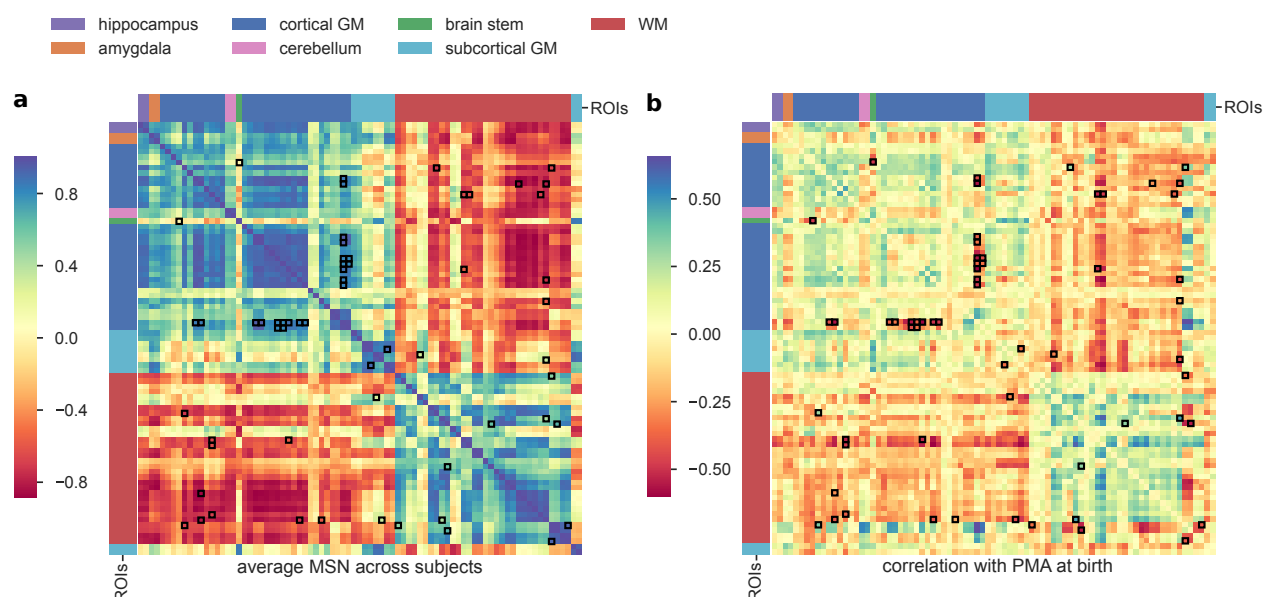 hippocampus cortical GM brain stem WM
amygdala cerebellum subcortical GM
a
b
ROIs
ROIs
0.8
0.4
0.0
−0.4
−0.8
0.50
0.25
0.00
−0.25
−0.50
average MSN across subjects
correlation with PMA at birth
ROIs
ROIs